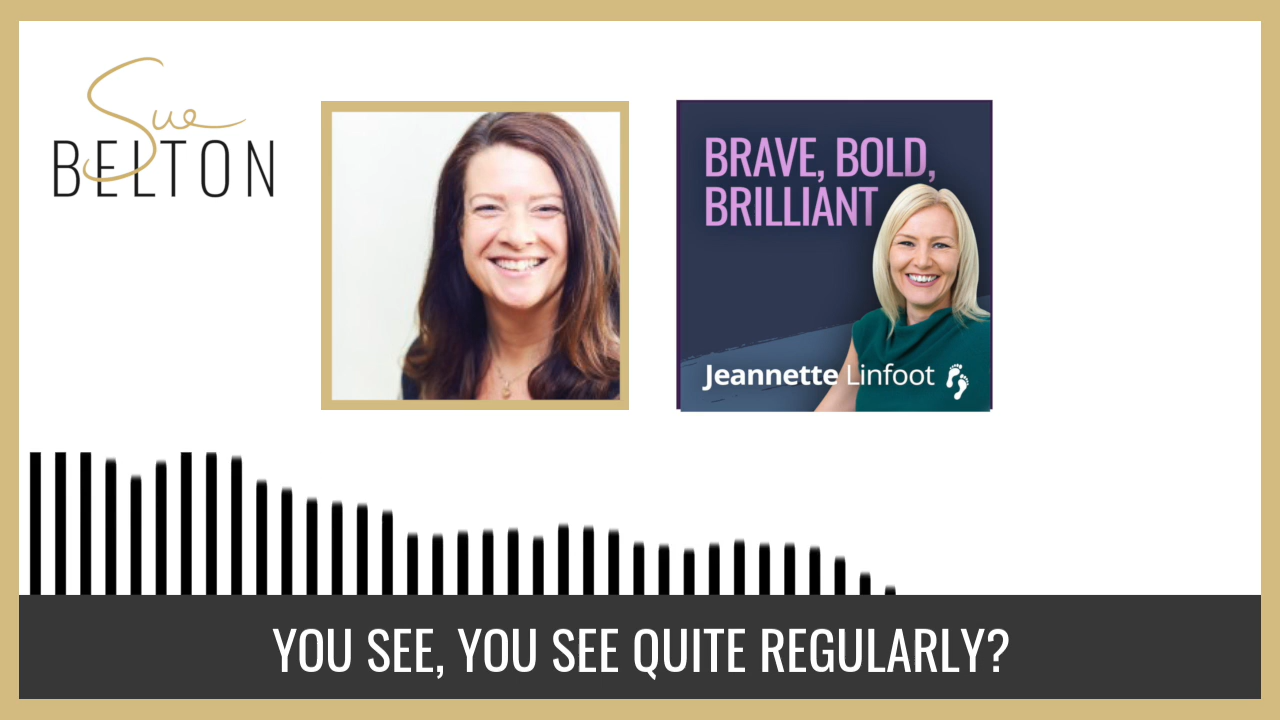 Sue
BELTON
BRAVE, BOLD,
BRILLIANT
Jeannette Linfoot
YOU SEE, YOU SEE QUITE REGULARLY?